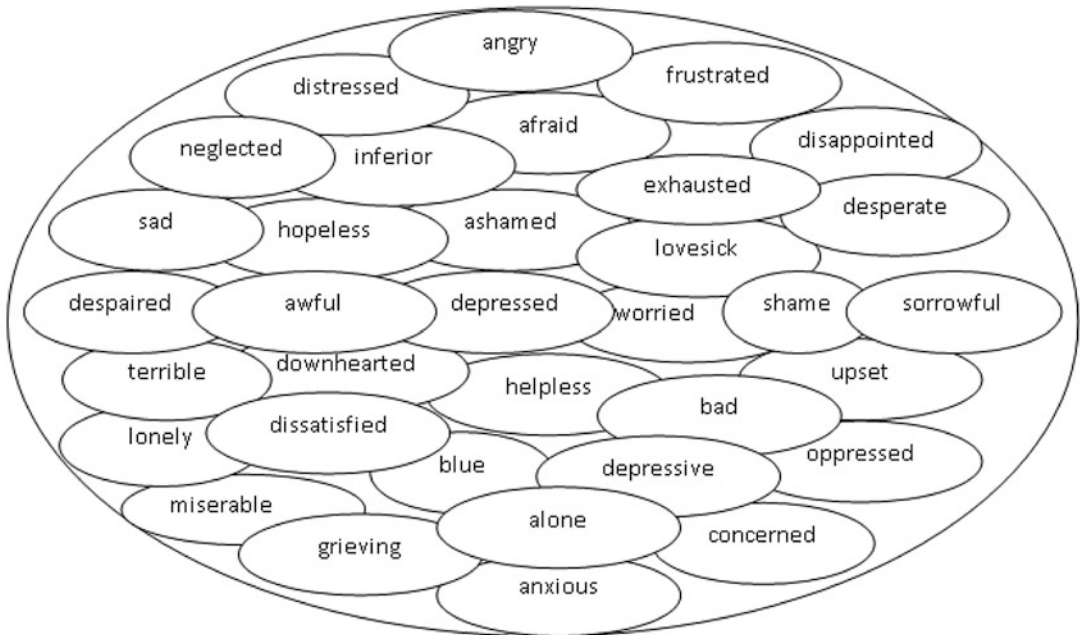 angry
frustrated
distressed
afraid
disappointed
neglected
inferior
exhausted
desperate
sad
hopeless
ashamed
lovesick
despaired
awful
depressed
worried
shame
sorrowful
terrible
downhearted
helpless
upset
bad
lonely
dissatisfied
blue
depressive
oppressed
miserable
alone
concerned
grieving
anxious